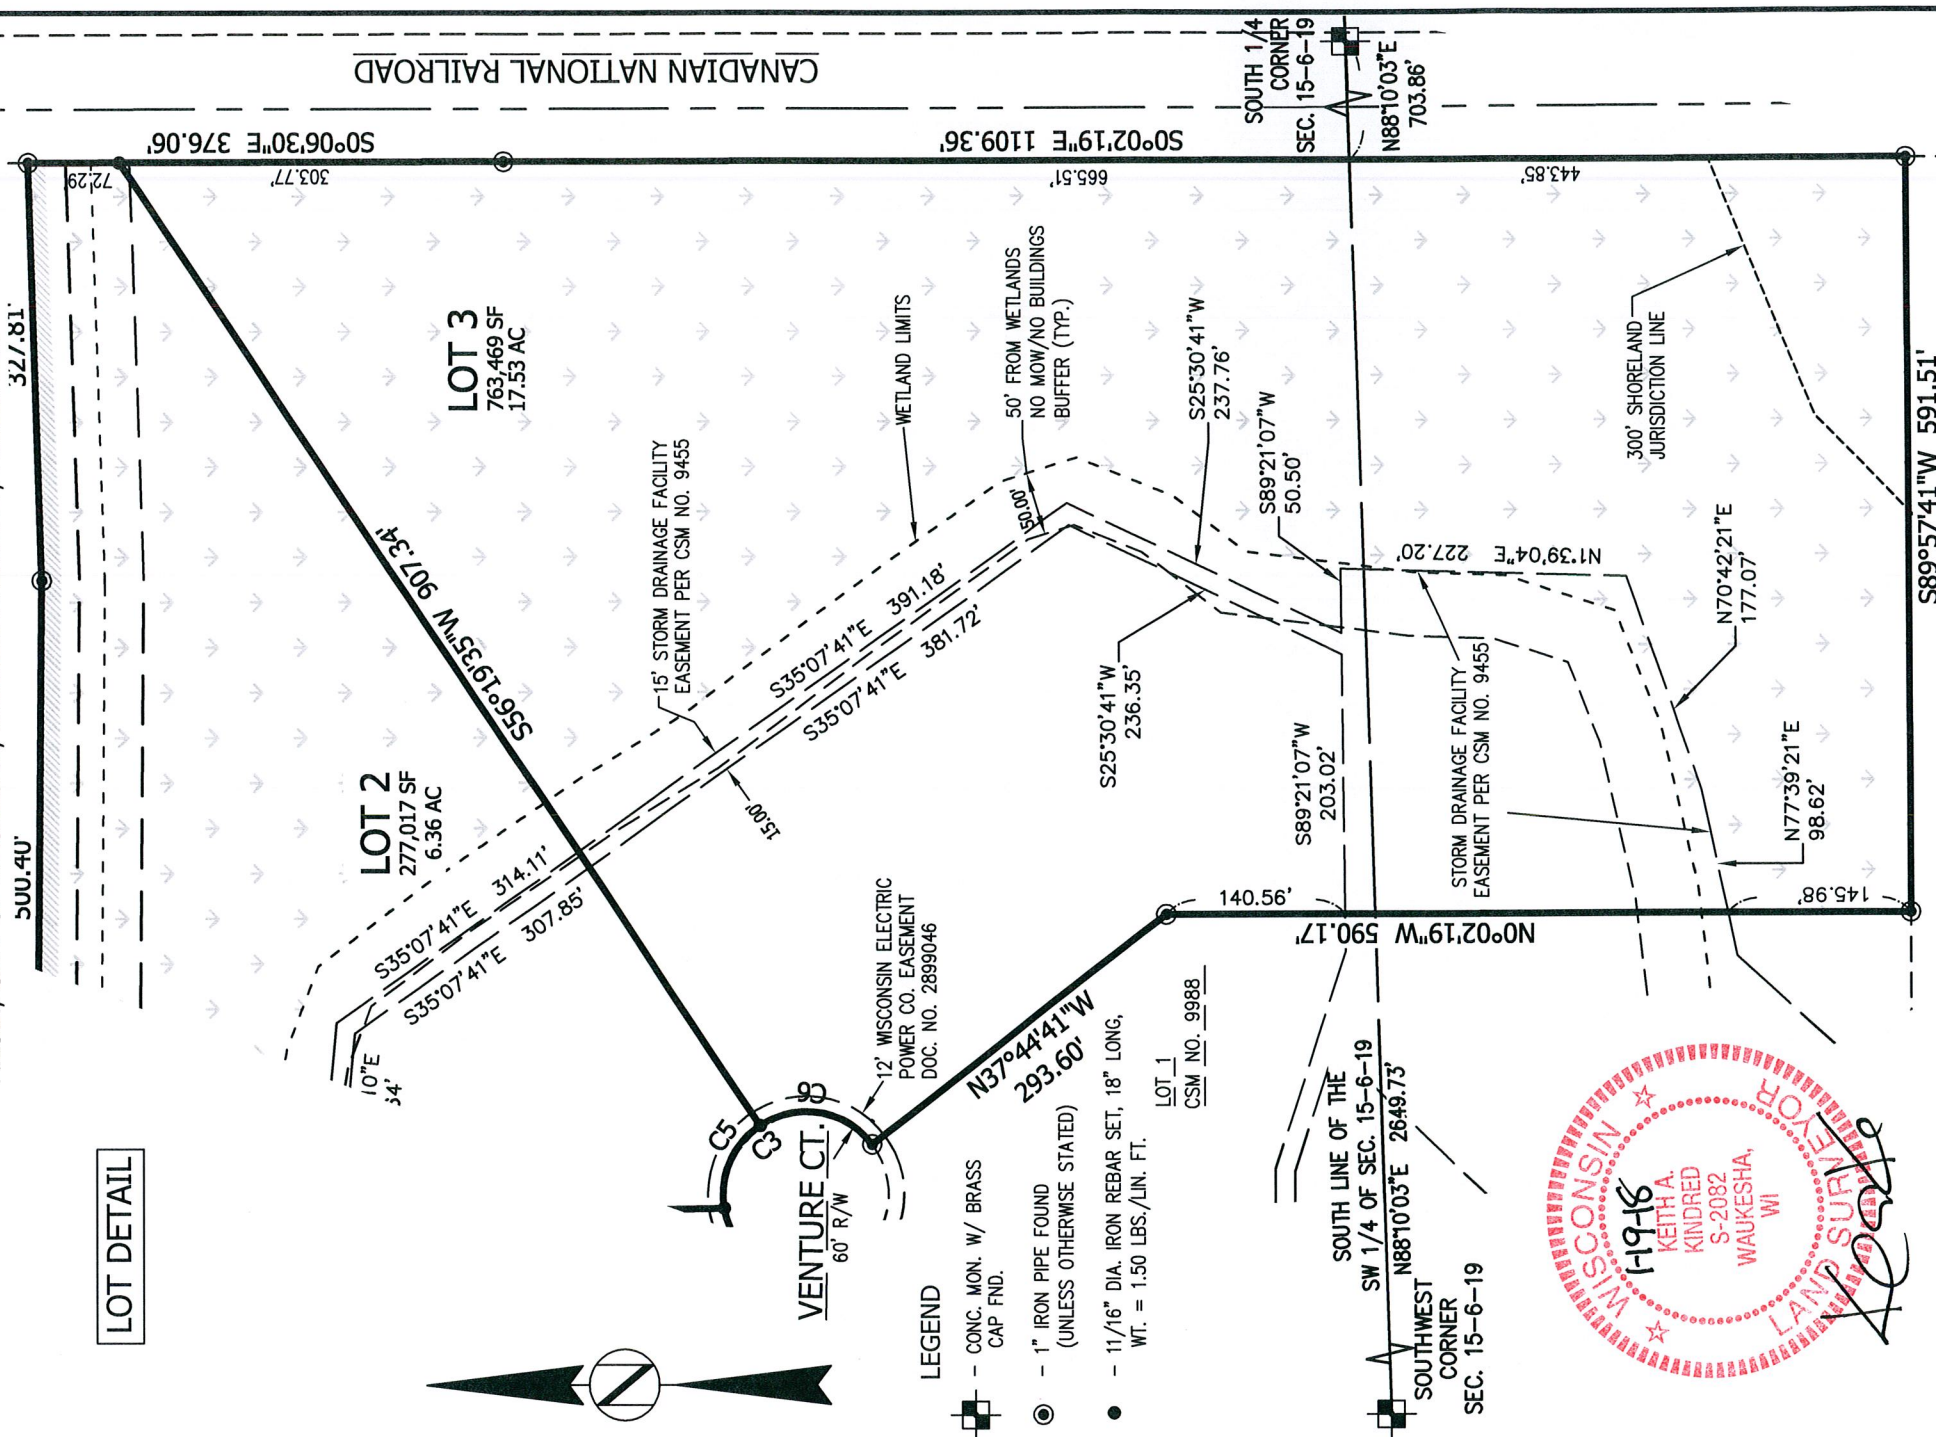 LOT DETAIL
CANADIAN NATIONAL RAILROAD
327.81'
500.40'
S0°06'30"E 376.06'
72.29
303.77'
S0°02'19"E 1109.36'
665.51'
443.85'
SOUTH 1/4
CORNER
SEC. 15-6-19
N88°10'03"E
703.86'
LOT 3
763,469 SF
17.53 AC
LOT 2
277,017 SF
6.36 AC
S56°19'35"W 907.34'
WETLAND LIMITS
50' FROM WETLANDS
NO MOW/NO BUILDINGS
BUFFER (TYP.)
50.00'
15' STORM DRAINAGE FACILITY
EASEMENT PER CSM NO. 9455
S35°07'41"E 391.18'
S35°07'41"E 381.72'
15.00'
S35°07'41"E 314.11'
S35°07'41"E 307.85'
10"E
34'
S25°30'41"W
237.76'
S25°30'41"W
236.35'
S89°21'07"W
50.50'
S89°21'07"W
203.02'
N1°39'04"E 227.20'
N70°42'21"E
177.07'
N77°39'21"E
98.62'
STORM DRAINAGE FACILITY
EASEMENT PER CSM NO. 9455
300' SHORELAND
JURISDICTION LINE
S89°57'41"W 591.51'
145.98'
140.56'
N0°02'19"W 590.17'
N37°44'41"W
293.60'
12' WISCONSIN ELECTRIC
POWER CO. EASEMENT
DOC. NO. 2899046
C5
C3
VENTURE CT.
60' R/W
LOT 1
CSM NO. 9988
SOUTH LINE OF THE
SW 1/4 OF SEC. 15-6-19
N88°10'03"E 2649.73'
SOUTHWEST
CORNER
SEC. 15-6-19
N
LEGEND
- CONC. MON. W/ BRASS
CAP FND.
- 1" IRON PIPE FOUND
(UNLESS OTHERWISE STATED)
- 11/16" DIA. IRON REBAR SET, 18" LONG,
WT. = 1.50 LBS./LIN. FT.
WISCONSIN
1-19-18
KEITH A.
KINDRED
S-2082
WAUKESHA,
WI
LAND SURVEYOR